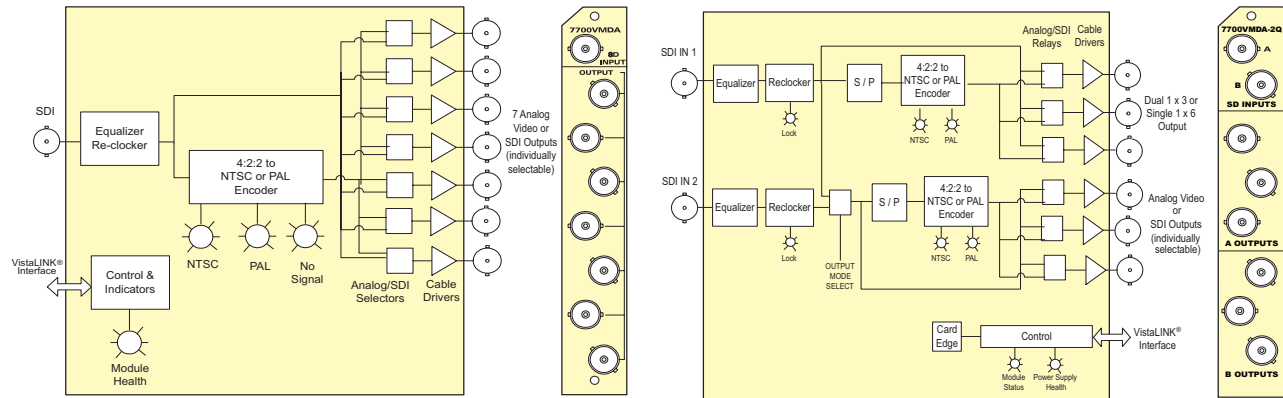 SDI
Equalizer
Re-clocker
4:2:2 to
NTSC or PAL
Encoder
NTSC
PAL
No
Signal
VistaLINK®
Interface
Control &
Indicators
Module
Health
Analog/SDI
Selectors
Cable
Drivers
7 Analog
Video or
SDI Outputs
(individually
selectable)
7700VMDA
SD
INPUT
OUTPUT
SDI IN 1
Equalizer
Reclocker
Lock
S / P
4:2:2 to
NTSC or PAL
Encoder
NTSC
PAL
Analog/SDI
Relays
Cable
Drivers
Dual 1 x 3 or
Single 1 x 6
Output
SDI IN 2
Equalizer
Reclocker
Lock
OUTPUT
MODE
SELECT
S / P
4:2:2 to
NTSC or PAL
Encoder
NTSC
PAL
Analog Video
or
SDI Outputs
(individually
selectable)
Card
Edge
Control
Module
Status
Power Supply
Health
VistaLINK®
Interface
7700VMDA-2Q
A
B
SD INPUTS
A OUTPUTS
B OUTPUTS